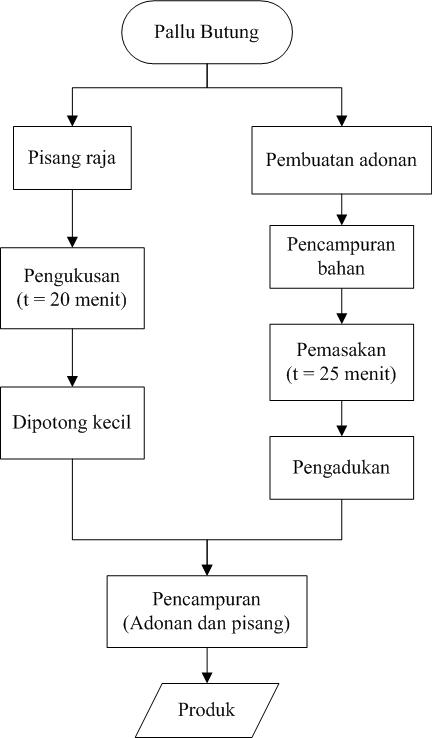 Pallu Butung
Pisang raja
Pengukusan
(t = 20 menit)
Dipotong kecil
Pembuatan adonan
Pencampuran
bahan
Pemasakan
(t = 25 menit)
Pengadukan
Pencampuran
(Adonan dan pisang)
Produk